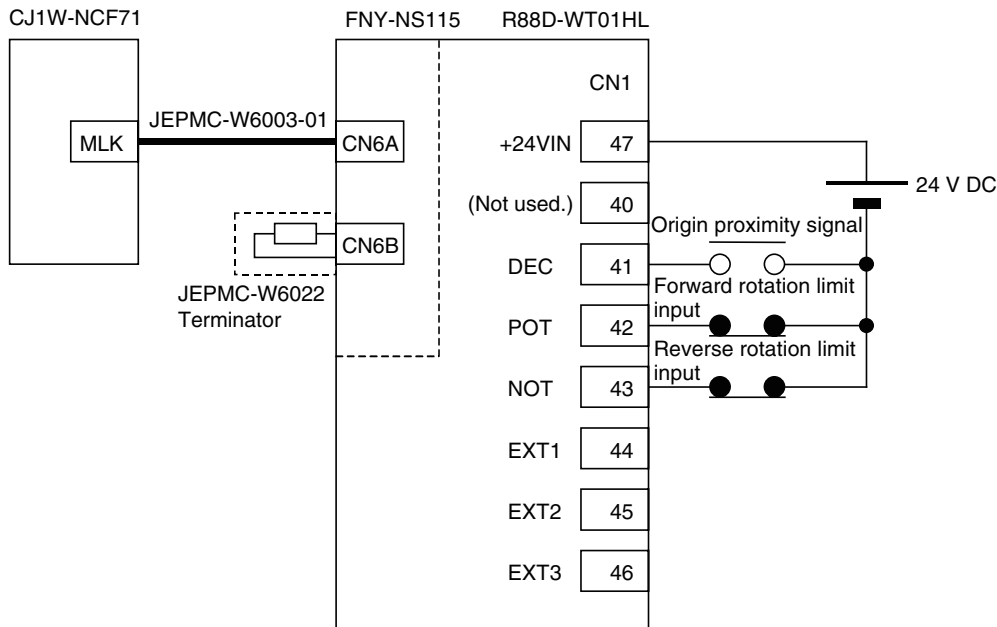 CJ1W-NCF71
FNY-NS115
R88D-WT01HL
CN1
JEPMC-W6003-01
MLK
CN6A
+24VIN
47
24 V DC
(Not used.)
40
Origin proximity signal
CN6B
DEC
41
JEPMC-W6022
Terminator
Forward rotation limit
input
POT
42
Reverse rotation limit
input
NOT
43
EXT1
44
EXT2
45
EXT3
46